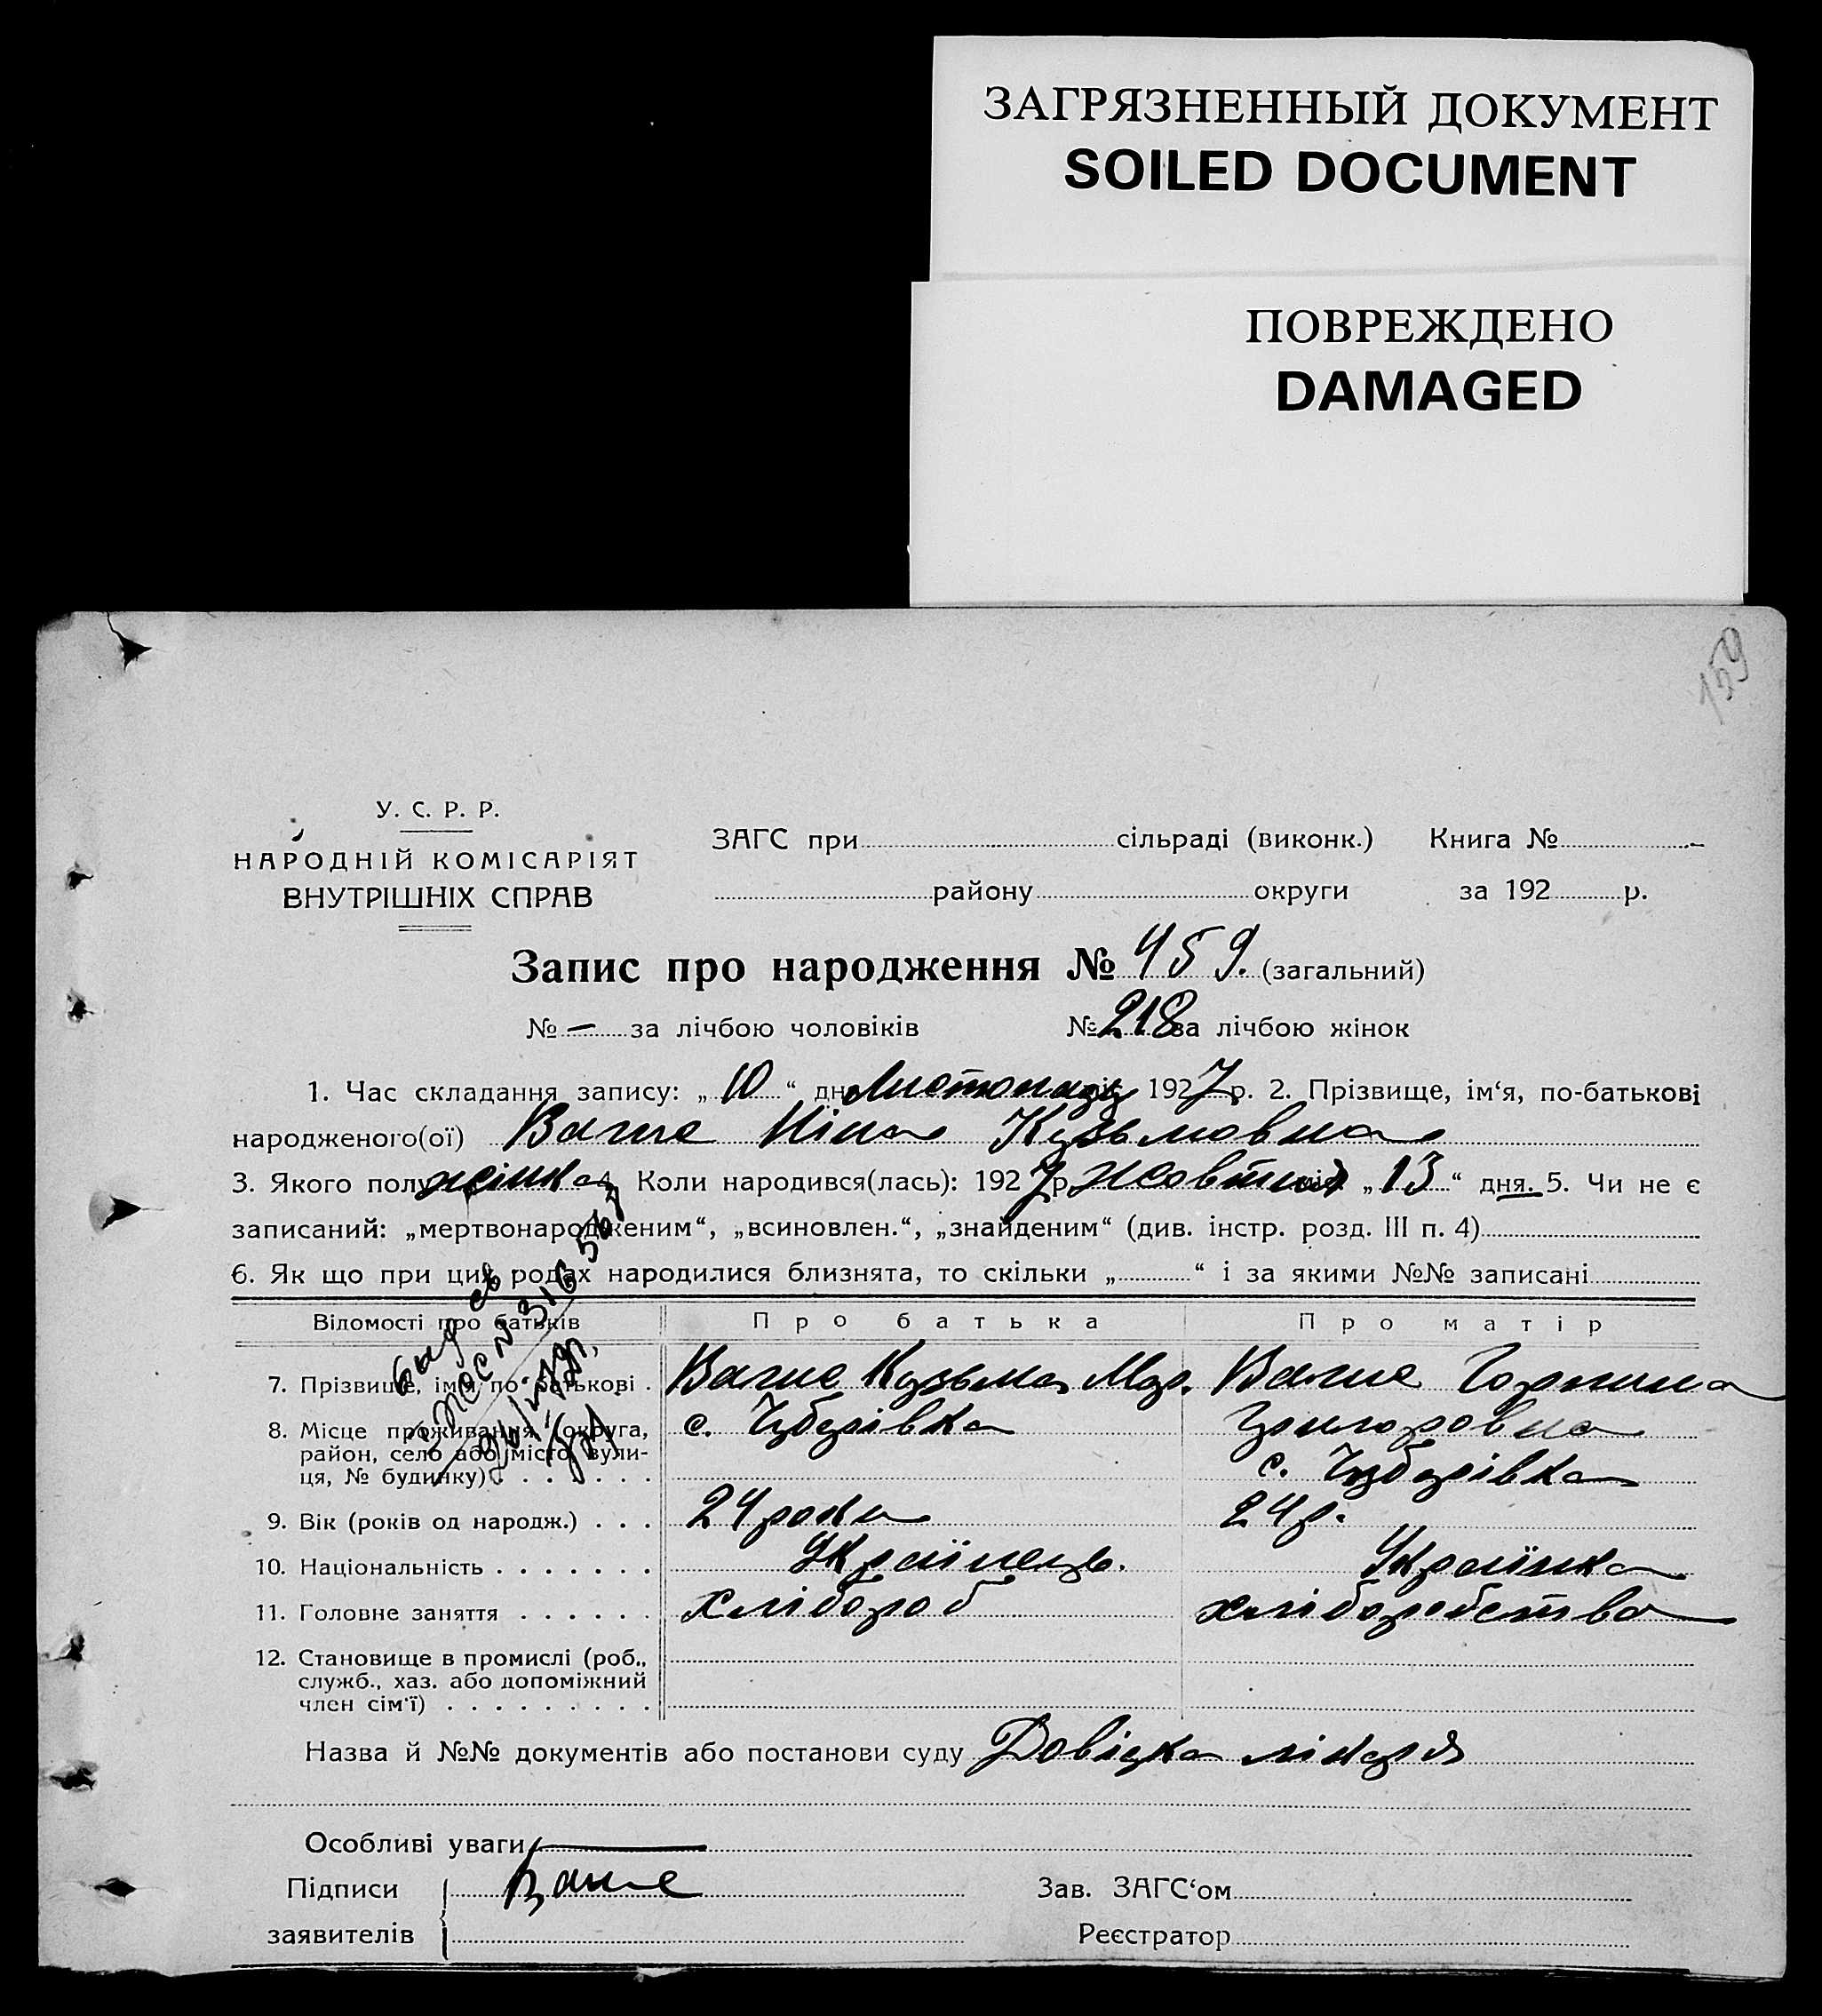 ЗАГРЯЗНЕННЫЙ ДОКУМЕНТ
SOILED DOCUMENT
ПОВРЕЖДЕНО
DAMAGED
159
У. С. Р. Р.
НАРОДНІЙ КОМІСАРІЯТ
ВНУТРІШНІХ СПРАВ
ЗАГС при сільраді (виконк.) Книга №
району округи за 192 р.
Запис про народження № 459. (загальний)
№ — за лічбою чоловіків № 218 за лічбою жінок
1. Час складання запису: „ 10 “ дн Листопаду 1927 р. 2. Прізвище, ім‘я, по-батькові
народженого(ої) Ваше Ніна Кузьмовна
3. Якого полу жінка 4. Коли народився(лась): 1927 р. Жовтня „ 13 “ дня. 5. Чи не є
записаний: „мертвонародженим“, „всиновлен.“, „знайденим“ (див. інстр. розд. III п. 4)
6. Як що при цих родах народилися близнята, то скільки „ “ і за якими №№ записані
Відомості про батьків Про батька Про матір
7. Прізвище, ім‘я, по-батькові . Ваше Кузьма Мар. Ваше Горпина
8. Місце проживання (округа, с. Чубарівка Григоровна
район, село або місто, вули-
ця, № будинку) . . . . . . . с. Чубарівка
9. Вік (років од народж.) . . . 24 роки 24 р.
10. Національність . . . . . . . Українець. Українка
11. Головне заняття . . . . . . хлібороб хліборобство
12. Становище в промислі (роб.,
служб., хаз. або допоміжний
член сім‘ї) . . . . . . . . .
Назва й №№ документів або постанови суду Довідка лікаря
Особливі уваги —
Підписи Ваше Зав. ЗАГС‘ом
заявителів Реєстратор